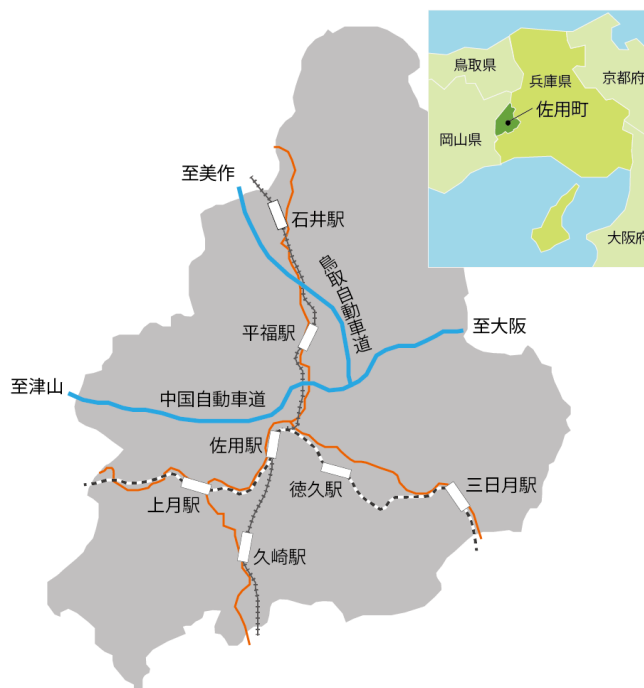 鳥取県
兵庫県
京都府
佐用町
岡山県
大阪府
至美作
石井駅
鳥取自動車道
平福駅
至大阪
至津山
中国自動車道
佐用駅
徳久駅
三日月駅
上月駅
久崎駅